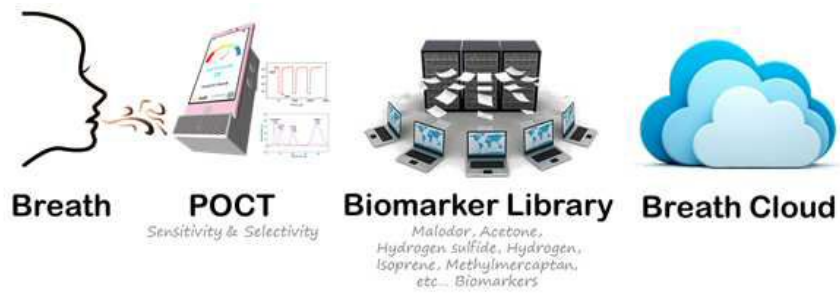 Breath
POCT
Sensitivity & Selectivity
Biomarker Library
Malodor, Acetone,
Hydrogen sulfide, Hydrogen,
Isoprene, Methylmercaptan,
etc... Biomarkers
Breath Cloud